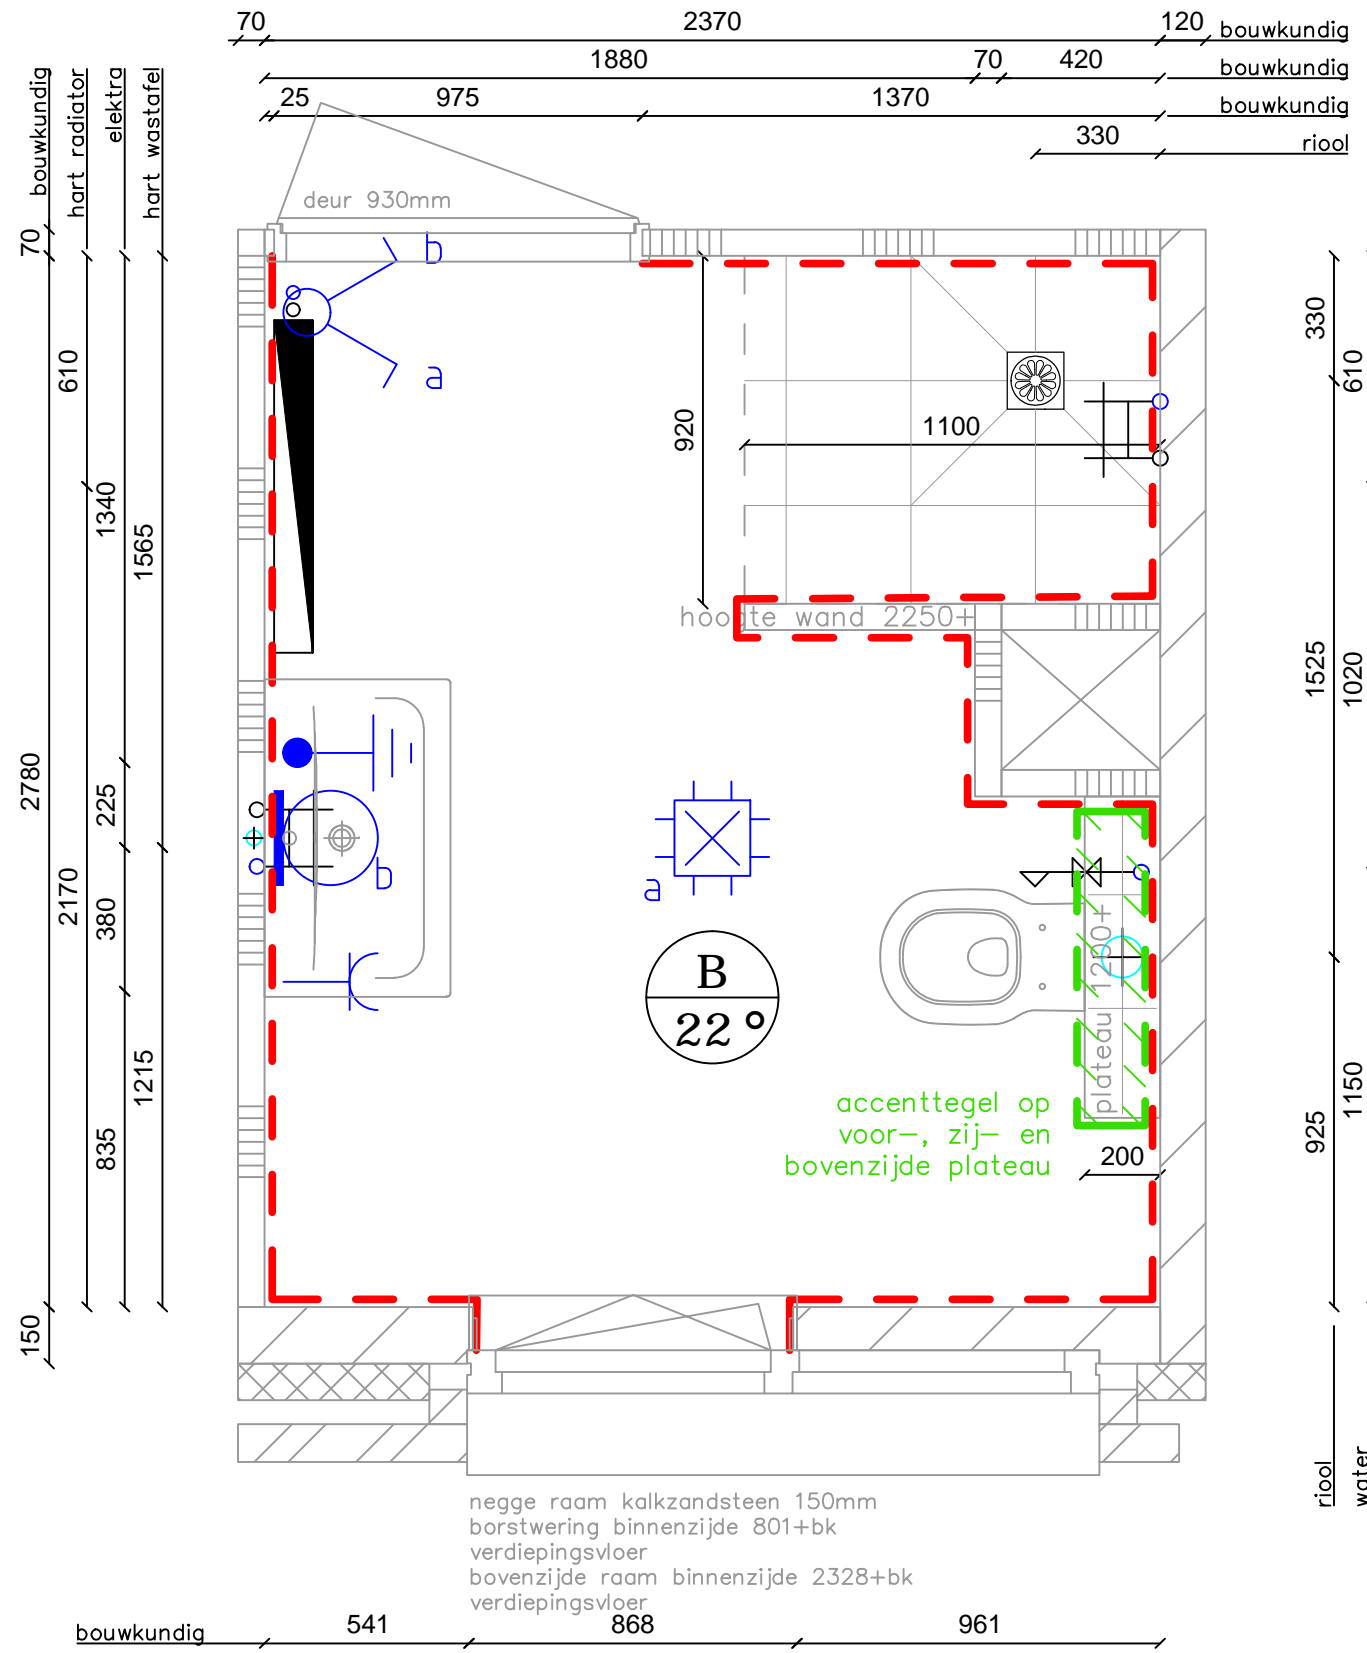 70 2370 120 bouwkundig
1880 70 420 bouwkundig
25 975 1370 bouwkundig
330 riool
bouwkundig
hart radiator
elektra
hart wastafel
deur 930mm
70
2780
150
610
2170
1340
225
380
835
1565
1215
b
a
920
1100
hoogte wand 2250+
b
a
B
22°
plateau 1200+
accenttegel op
voor–, zij– en
bovenzijde plateau
200
330
1525
925
610
1020
1150
riool
water
negge raam kalkzandsteen 150mm
borstwering binnenzijde 801+bk
verdiepingsvloer
bovenzijde raam binnenzijde 2328+bk
verdiepingsvloer
bouwkundig 541 868 961